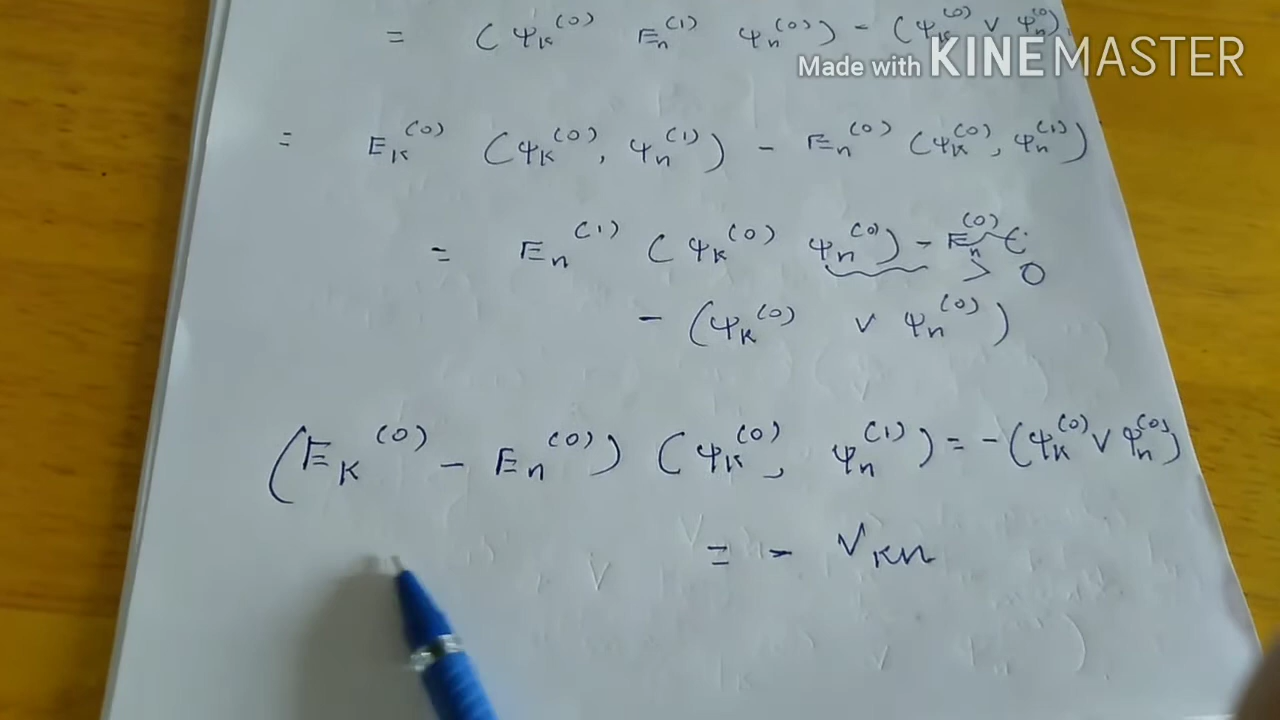 = (ψₖ⁽⁰⁾ Eₙ⁽¹⁾ ψₙ⁽⁰⁾) - (ψₖ⁽⁰⁾ V ψₙ⁽⁰⁾)
Made with KINEMASTER
= Eₖ⁽⁰⁾ (ψₖ⁽⁰⁾, ψₙ⁽¹⁾) - Eₙ⁽⁰⁾ (ψₖ⁽⁰⁾, ψₙ⁽¹⁾)
= Eₙ⁽¹⁾ (ψₖ⁽⁰⁾ ψₙ⁽⁰⁾) - Eₙ⁽⁰⁾ (
> 0
- (ψₖ⁽⁰⁾ V ψₙ⁽⁰⁾)
(Eₖ⁽⁰⁾ - Eₙ⁽⁰⁾) (ψₖ⁽⁰⁾, ψₙ⁽¹⁾) = -(ψₖ⁽⁰⁾ V ψₙ⁽⁰⁾)
= - Vₖₙ